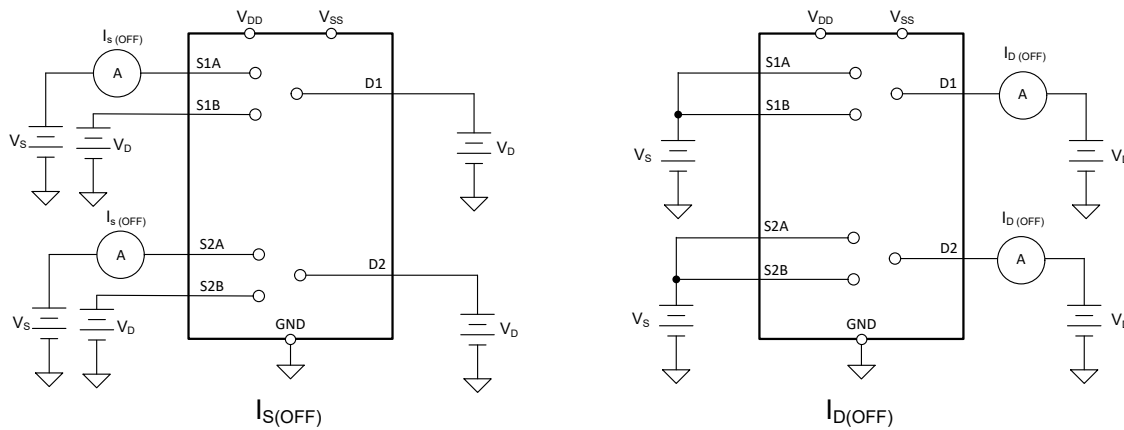 VDD
VSS
Is (OFF)
A
S1A
D1
S1B
VS
VD
VD
Is (OFF)
S2A
A
D2
S2B
VS
VD
VD
GND
IS(OFF)
VDD
VSS
ID (OFF)
S1A
D1
A
S1B
VS
VD
ID (OFF)
S2A
D2
A
S2B
VS
VD
GND
ID(OFF)